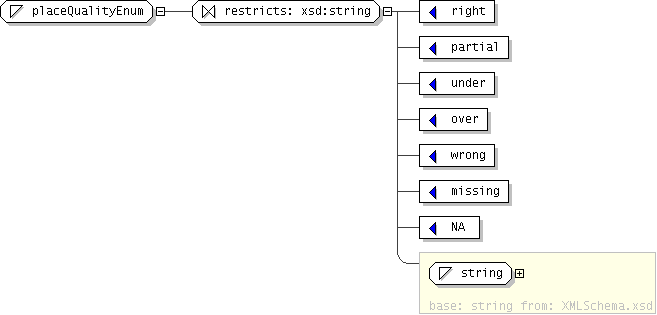 placeQualityEnum
restricts: xsd:string
right
partial
under
over
wrong
missing
NA
string
base: string from: XMLSchema.xsd